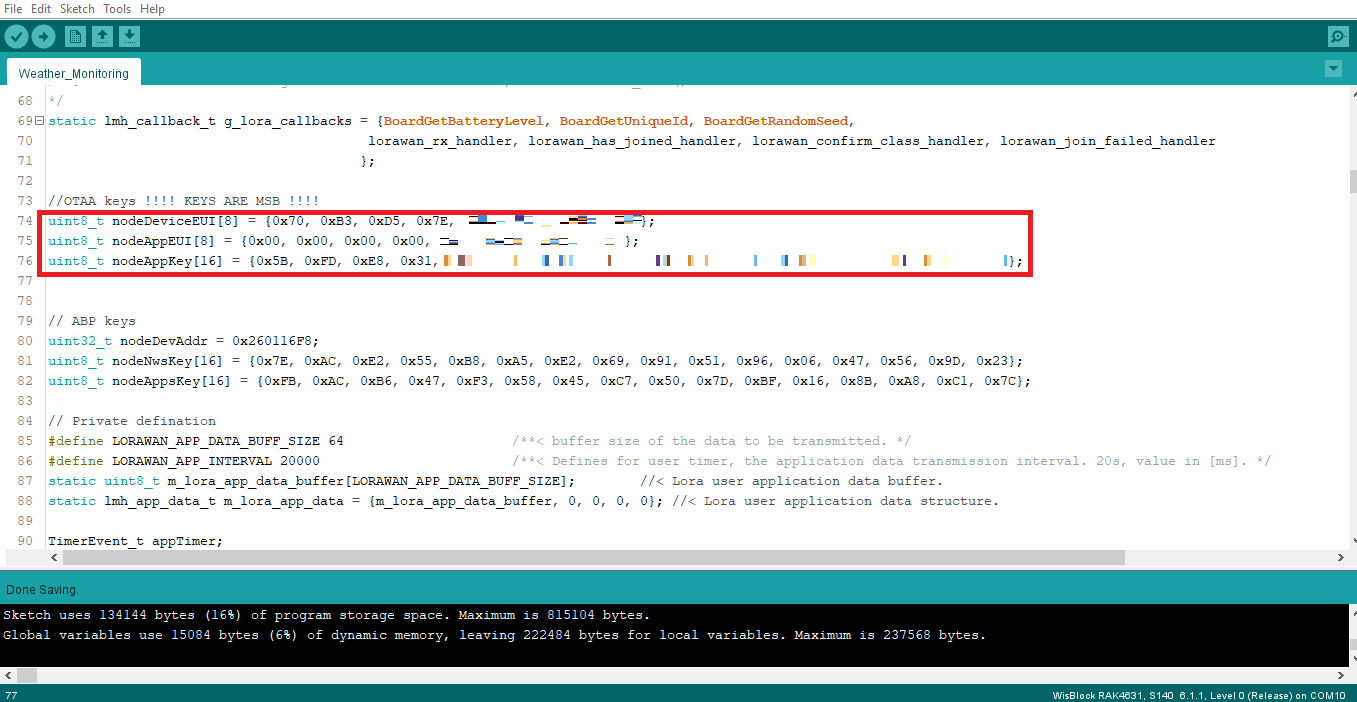 File Edit Sketch Tools Help
Weather_Monitoring
68 */
69 static lmh_callback_t g_lora_callbacks = {BoardGetBatteryLevel, BoardGetUniqueId, BoardGetRandomSeed,
70 lorawan_rx_handler, lorawan_has_joined_handler, lorawan_confirm_class_handler, lorawan_join_failed_handler
71 };
72
73 //OTAA keys !!!! KEYS ARE MSB !!!!
74 uint8_t nodeDeviceEUI[8] = {0x70, 0xB3, 0xD5, 0x7E, };
75 uint8_t nodeAppEUI[8] = {0x00, 0x00, 0x00, 0x00, };
76 uint8_t nodeAppKey[16] = {0x5B, 0xFD, 0xE8, 0x31, };
77
78
79 // ABP keys
80 uint32_t nodeDevAddr = 0x260116F8;
81 uint8_t nodeNwsKey[16] = {0x7E, 0xAC, 0xE2, 0x55, 0xB8, 0xA5, 0xE2, 0x69, 0x91, 0x51, 0x96, 0x06, 0x47, 0x56, 0x9D, 0x23};
82 uint8_t nodeAppsKey[16] = {0xFB, 0xAC, 0xB6, 0x47, 0xF3, 0x58, 0x45, 0xC7, 0x50, 0x7D, 0xBF, 0x16, 0x8B, 0xA8, 0xC1, 0x7C};
83
84 // Private defination
85 #define LORAWAN_APP_DATA_BUFF_SIZE 64 /**< buffer size of the data to be transmitted. */
86 #define LORAWAN_APP_INTERVAL 20000 /**< Defines for user timer, the application data transmission interval. 20s, value in [ms]. */
87 static uint8_t m_lora_app_data_buffer[LORAWAN_APP_DATA_BUFF_SIZE]; //< Lora user application data buffer.
88 static lmh_app_data_t m_lora_app_data = {m_lora_app_data_buffer, 0, 0, 0, 0}; //< Lora user application data structure.
89
90 TimerEvent_t appTimer;
Done Saving.
Sketch uses 134144 bytes (16%) of program storage space. Maximum is 815104 bytes.
Global variables use 15084 bytes (6%) of dynamic memory, leaving 222484 bytes for local variables. Maximum is 237568 bytes.
77 WisBlock RAK4631, S140 6.1.1, Level 0 (Release) on COM10